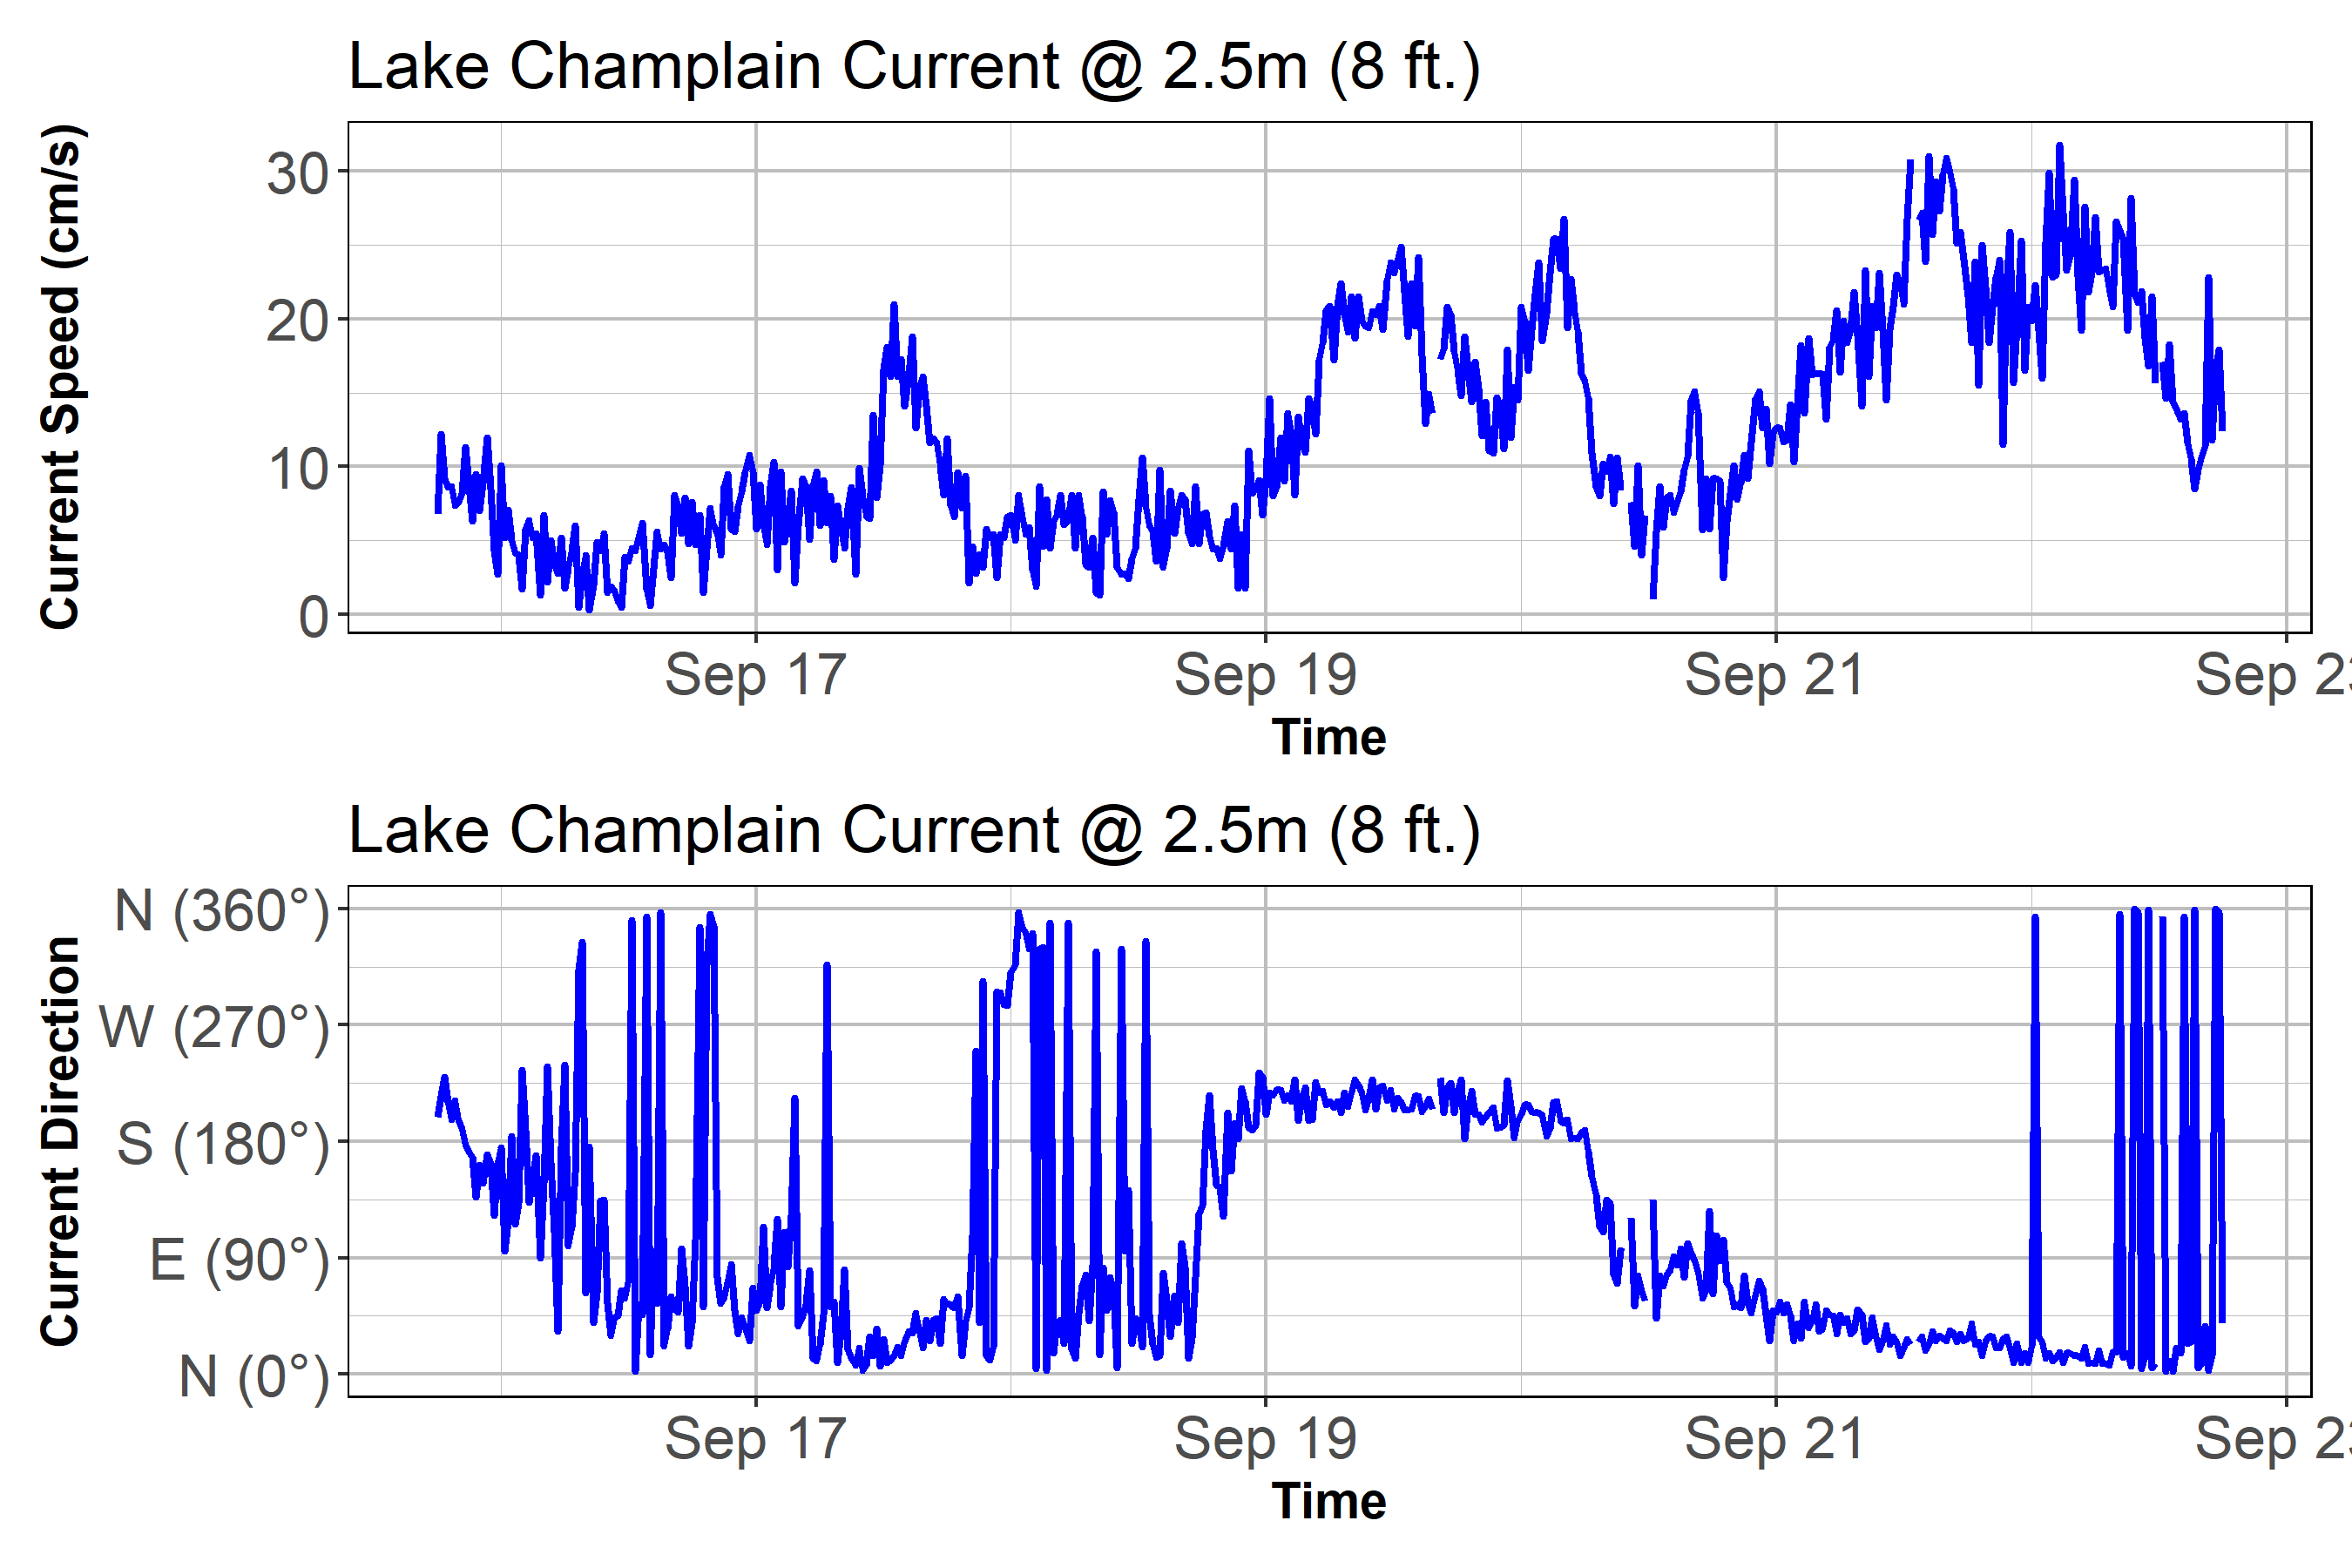 Lake Champlain Current @ 2.5m (8 ft.)
Current Speed (cm/s)
30
20
10
0
Sep 17 Sep 19 Sep 21 Sep 2
Time
Lake Champlain Current @ 2.5m (8 ft.)
Current Direction
N (360°)
W (270°)
S (180°)
E (90°)
N (0°)
Sep 17 Sep 19 Sep 21 Sep 2
Time